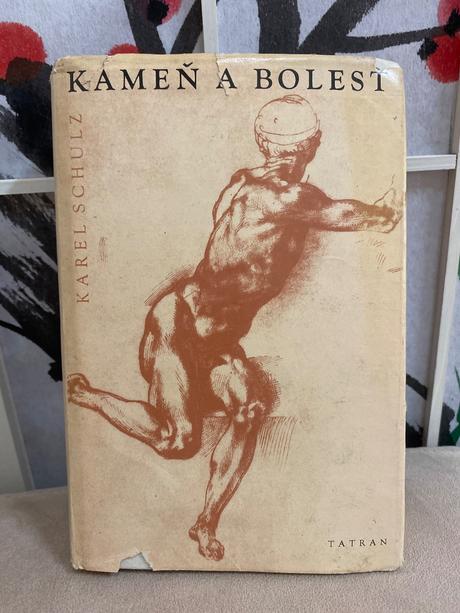 KAMEŇ A BOLEST
KAREL SCHULZ
TATRAN